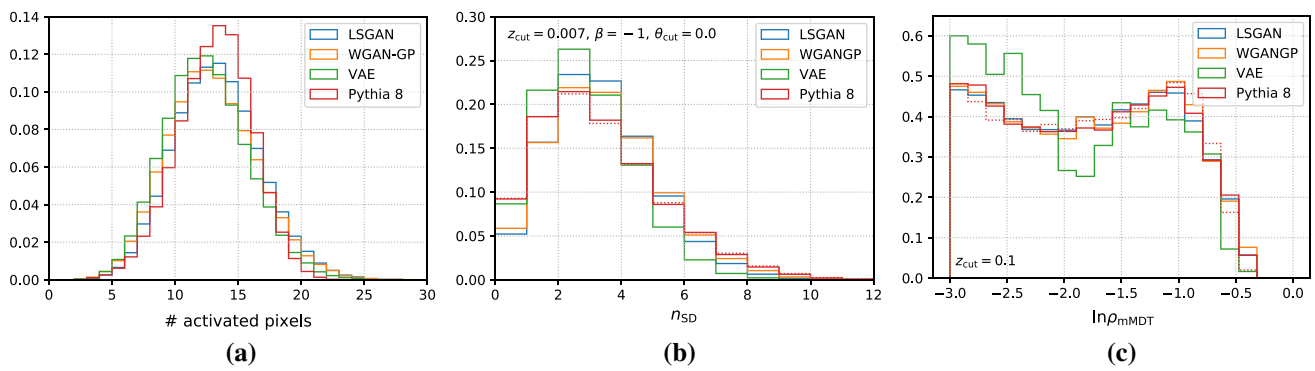 0.14
0.12
0.10
0.08
0.06
0.04
0.02
0.00
0
5
10
15
20
25
30
# activated pixels
LSGAN
WGAN-GP
VAE
Pythia 8
(a)
0.30
0.25
0.20
0.15
0.10
0.05
0.00
0
2
4
6
8
10
12
n_SD
z_cut = 0.007, β = −1, θ_cut = 0.0
LSGAN
WGANGP
VAE
Pythia 8
(b)
0.6
0.5
0.4
0.3
0.2
0.1
0.0
−3.0
−2.5
−2.0
−1.5
−1.0
−0.5
0.0
lnρ_mMDT
z_cut = 0.1
LSGAN
WGANGP
VAE
Pythia 8
(c)